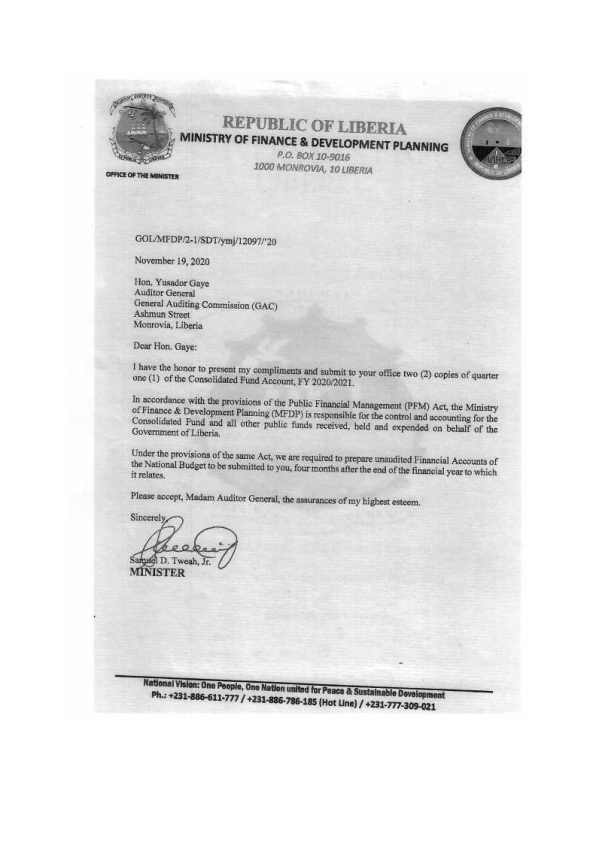 REPUBLIC OF LIBERIA
MINISTRY OF FINANCE & DEVELOPMENT PLANNING
P.O. BOX 10-9016
1000 MONROVIA, 10 LIBERIA
OFFICE OF THE MINISTER
GOL/MFDP/2-1/SDT/ymj/12097/'20
November 19, 2020
Hon. Yusador Gaye
Auditor General
General Auditing Commission (GAC)
Ashmun Street
Monrovia, Liberia
Dear Hon. Gaye:
I have the honor to present my compliments and submit to your office two (2) copies of quarter
one (1) of the Consolidated Fund Account, FY 2020/2021.
In accordance with the provisions of the Public Financial Management (PFM) Act, the Ministry
of Finance & Development Planning (MFDP) is responsible for the control and accounting for the
Consolidated Fund and all other public funds received, held and expended on behalf of the
Government of Liberia.
Under the provisions of the same Act, we are required to prepare unaudited Financial Accounts of
the National Budget to be submitted to you, four months after the end of the financial year to which
it relates.
Please accept, Madam Auditor General, the assurances of my highest esteem.
Sincerely,
Samuel D. Tweah, Jr.
MINISTER
National Vision: One People, One Nation united for Peace & Sustainable Development
Ph.: +231-886-611-777 / +231-886-786-185 (Hot Line) / +231-777-309-021